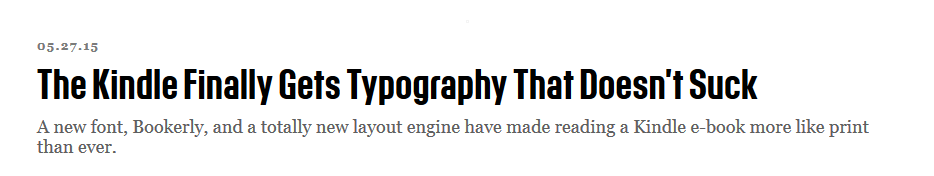 05.27.15
The Kindle Finally Gets Typography That Doesn't Suck
A new font, Bookerly, and a totally new layout engine have made reading a Kindle e-book more like print
than ever.